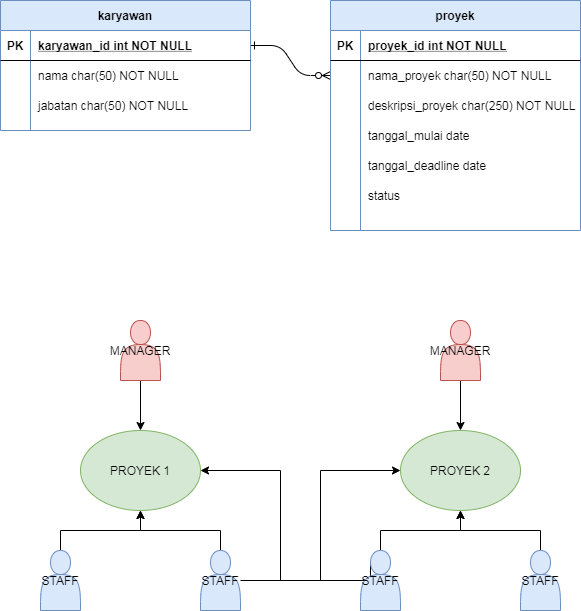 karyawan
PK karyawan_id int NOT NULL
nama char(50) NOT NULL
jabatan char(50) NOT NULL
proyek
PK proyek_id int NOT NULL
nama_proyek char(50) NOT NULL
deskripsi_proyek char(250) NOT NULL
tanggal_mulai date
tanggal_deadline date
status
MANAGER MANAGER
PROYEK 1 PROYEK 2
STAFF STAFF STAFF STAFF